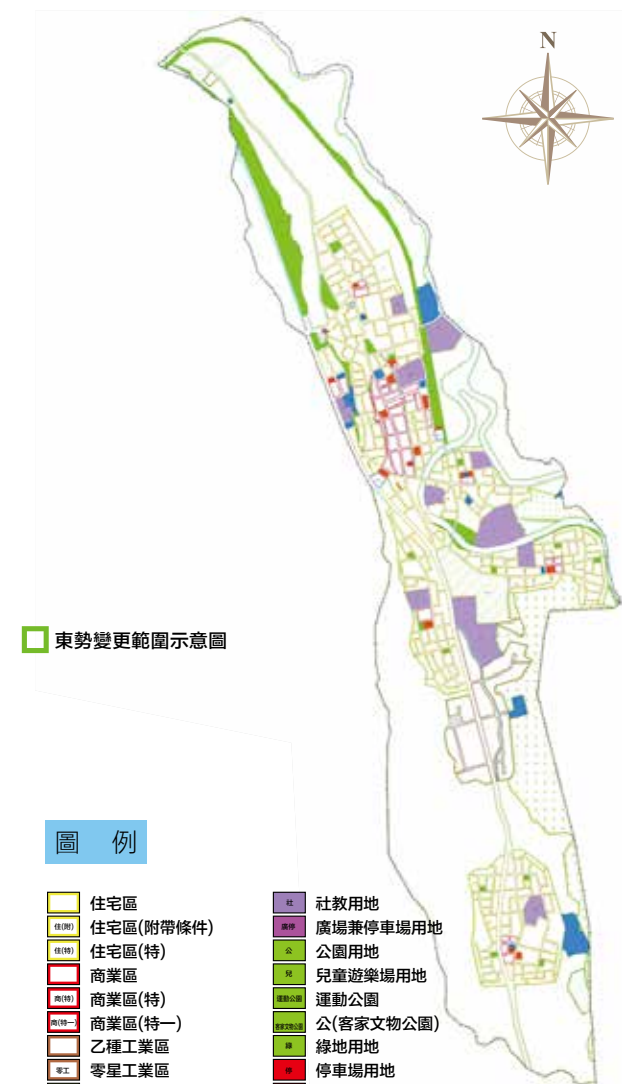 N
東勢變更範圍示意圖
圖 例
住宅區
住(附) 住宅區(附帶條件)
住(特) 住宅區(特)
商業區
商(特) 商業區(特)
商(特一) 商業區(特一)
乙種工業區
零工 零星工業區
社 社教用地
廣停 廣場兼停車場用地
公 公園用地
兒 兒童遊樂場用地
運動公園 運動公園
客家文物公園 公(客家文物公園)
綠 綠地用地
停 停車場用地